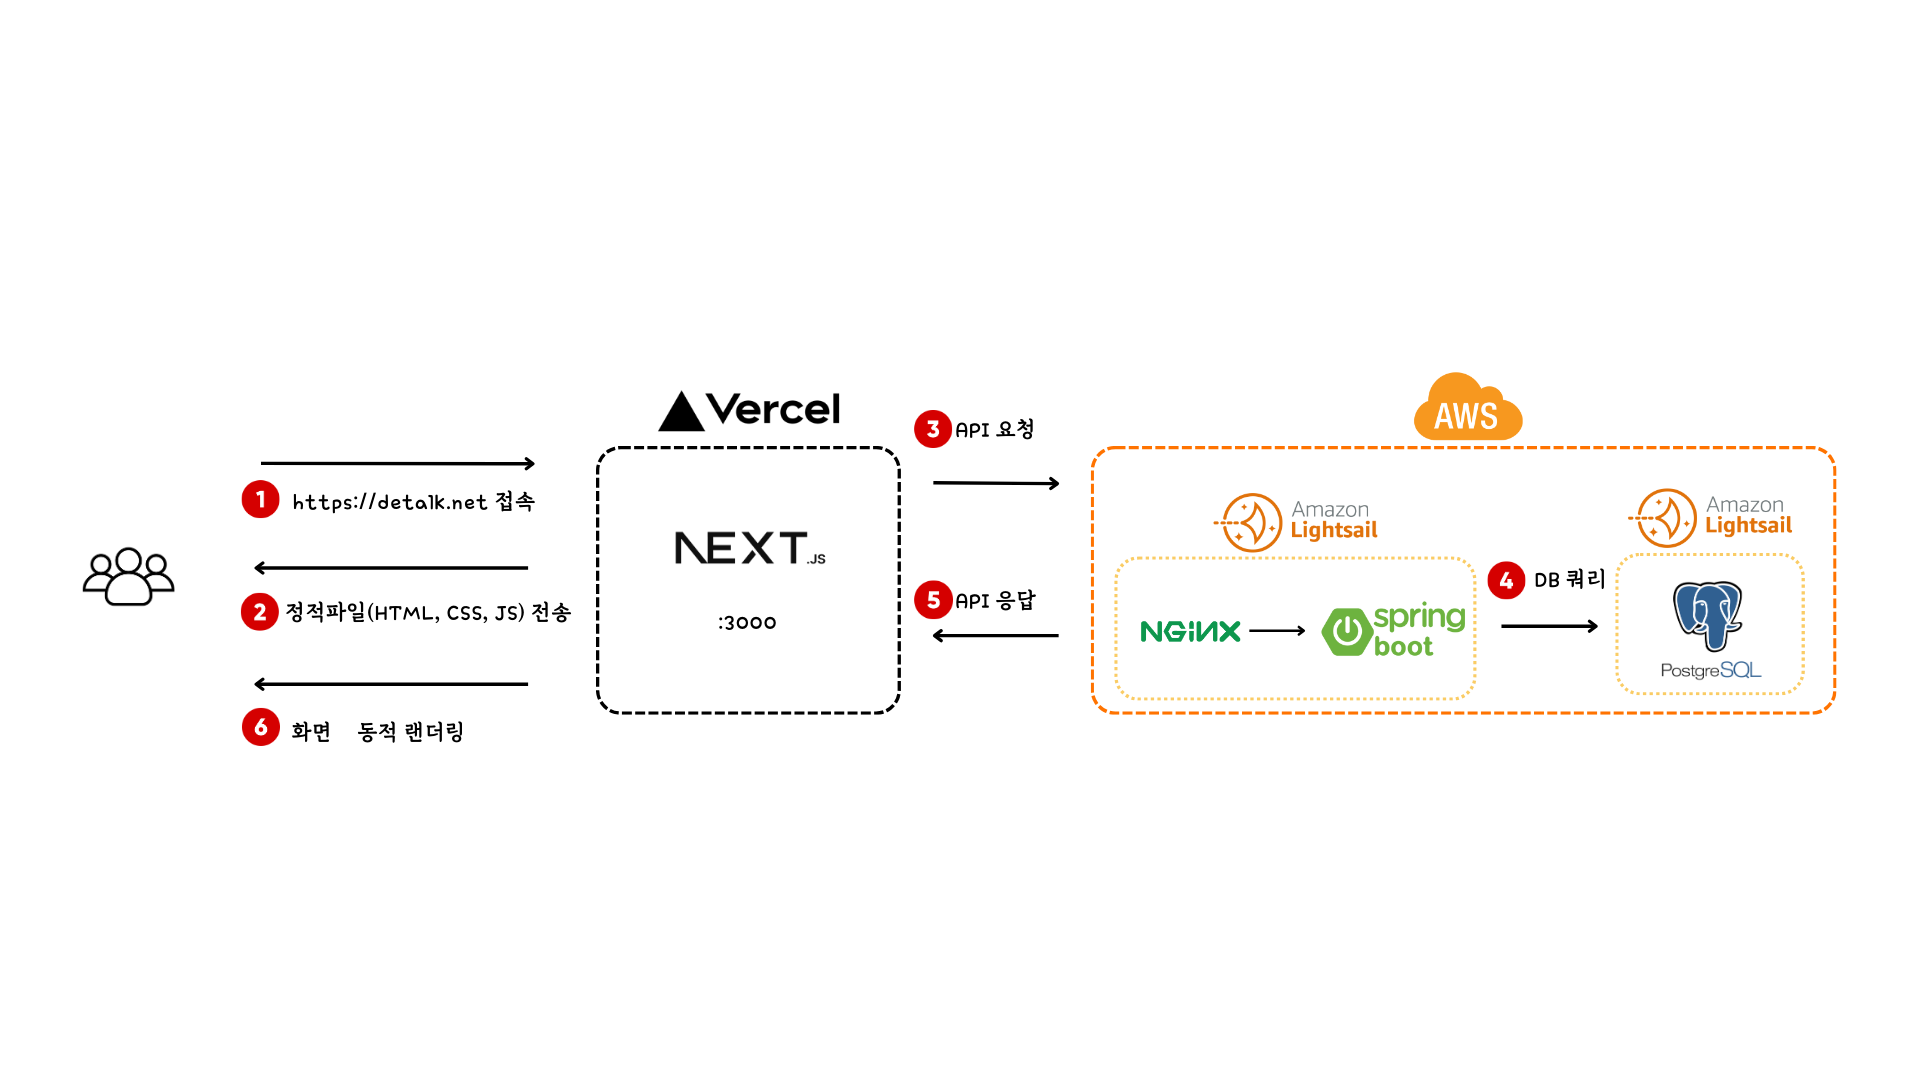 Vercel
NEXT.JS
:3000
1 https://detalk.net 접속
2 정적파일(HTML, CSS, JS) 전송
3 API 요청
AWS
Amazon
Lightsail
NGINX
spring
boot
4 DB 쿼리
Amazon
Lightsail
PostgreSQL
5 API 응답
6 화면 동적 랜더링